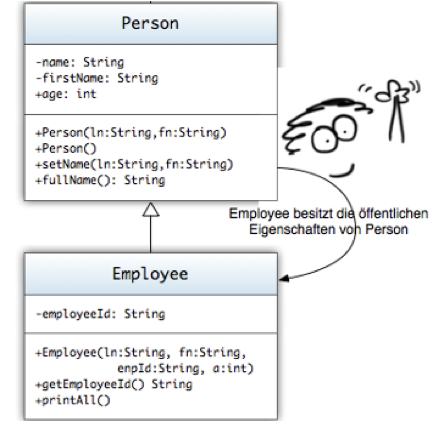 Person
-name: String
-firstName: String
+age: int
+Person(ln:String,fn:String)
+Person()
+setName(ln:String,fn:String)
+fullName(): String
Employee besitzt die öffentlichen
Eigenschaften von Person
Employee
-employeeId: String
+Employee(ln:String, fn:String,
enpId:String, a:int)
+getEmployeeId() String
+printAll()